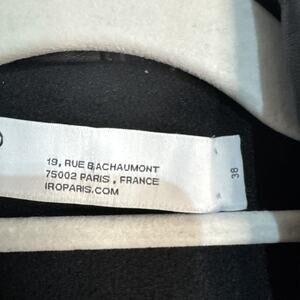 19, RUE BACHAUMONT
75002 PARIS , FRANCE
IROPARIS.COM
38